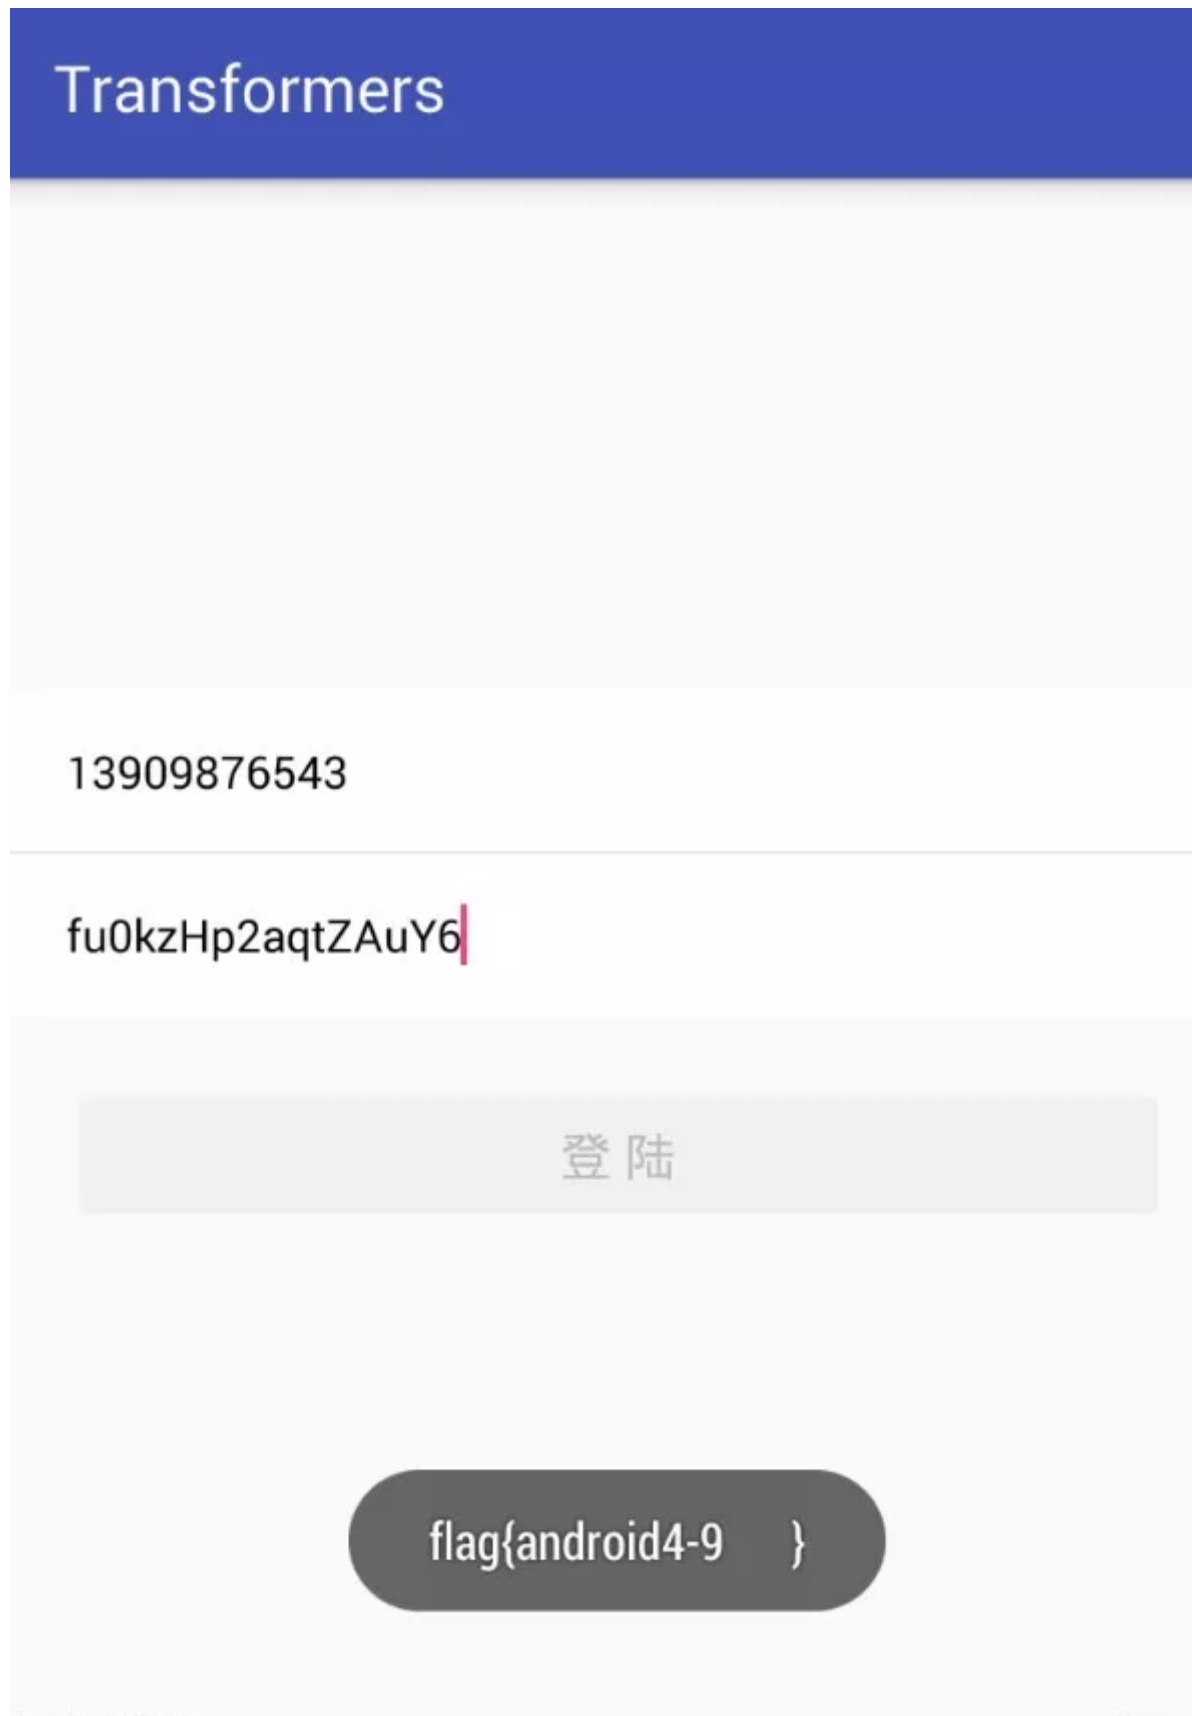 Transformers
13909876543
fu0kzHp2aqtZAuY6
登陆
flag{android4-9      }